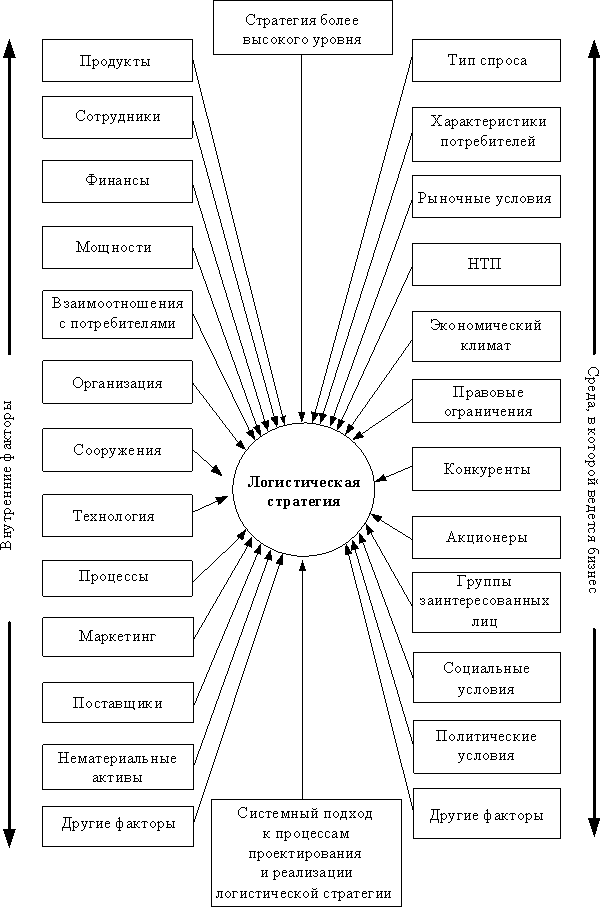 Стратегия более
высокого уровня
Внутренние факторы
Продукты
Сотрудники
Финансы
Мощности
Взаимоотношения
с потребителями
Организация
Сооружения
Технология
Процессы
Маркетинг
Поставщики
Нематериальные
активы
Другие факторы
Логистическая
стратегия
Тип спроса
Характеристики
потребителей
Рыночные условия
НТП
Экономический
климат
Правовые
ограничения
Конкуренты
Акционеры
Группы
заинтересованных
лиц
Социальные
условия
Политические
условия
Другие факторы
Среда, в которой ведется бизнес
Системный подход
к процессам
проектирования
и реализации
логистической стратегии